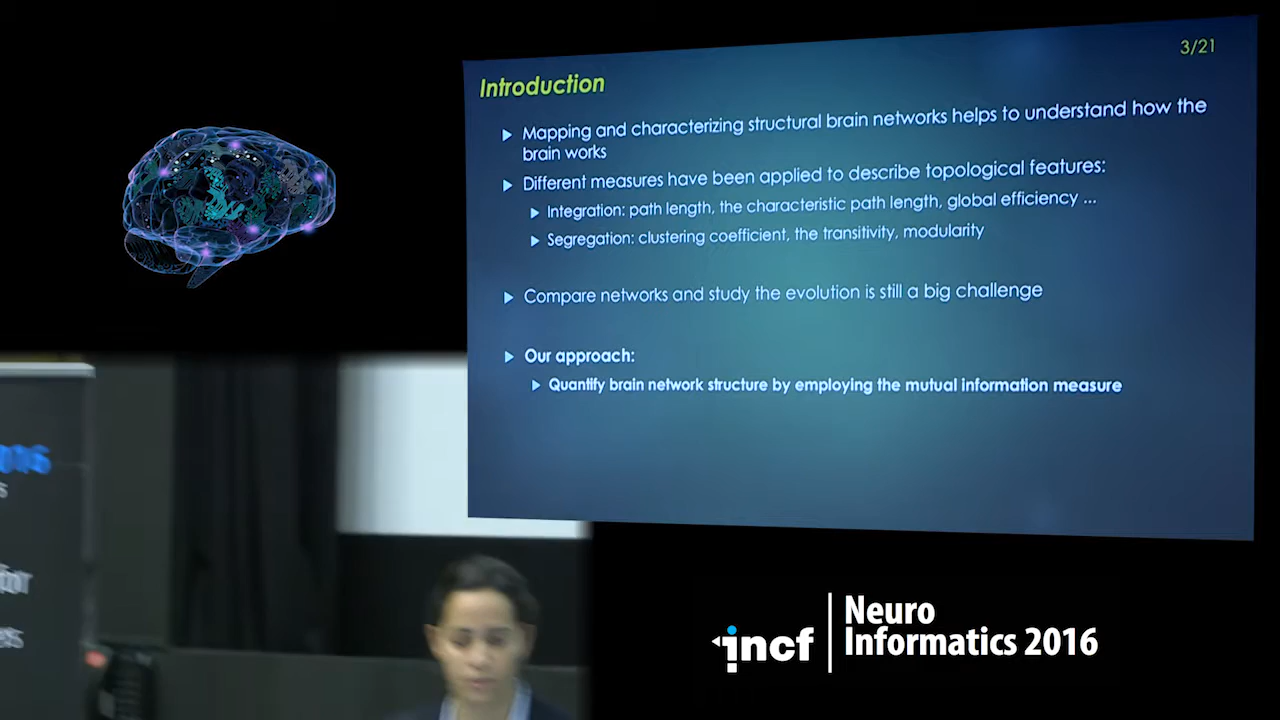 3/21
Introduction
Mapping and characterizing structural brain networks helps to understand how the
brain works
Different measures have been applied to describe topological features:
Integration: path length, the characteristic path length, global efficiency ...
Segregation: clustering coefficient, the transitivity, modularity
Compare networks and study the evolution is still a big challenge
Our approach:
Quantify brain network structure by employing the mutual information measure
incf
Neuro
Informatics 2016